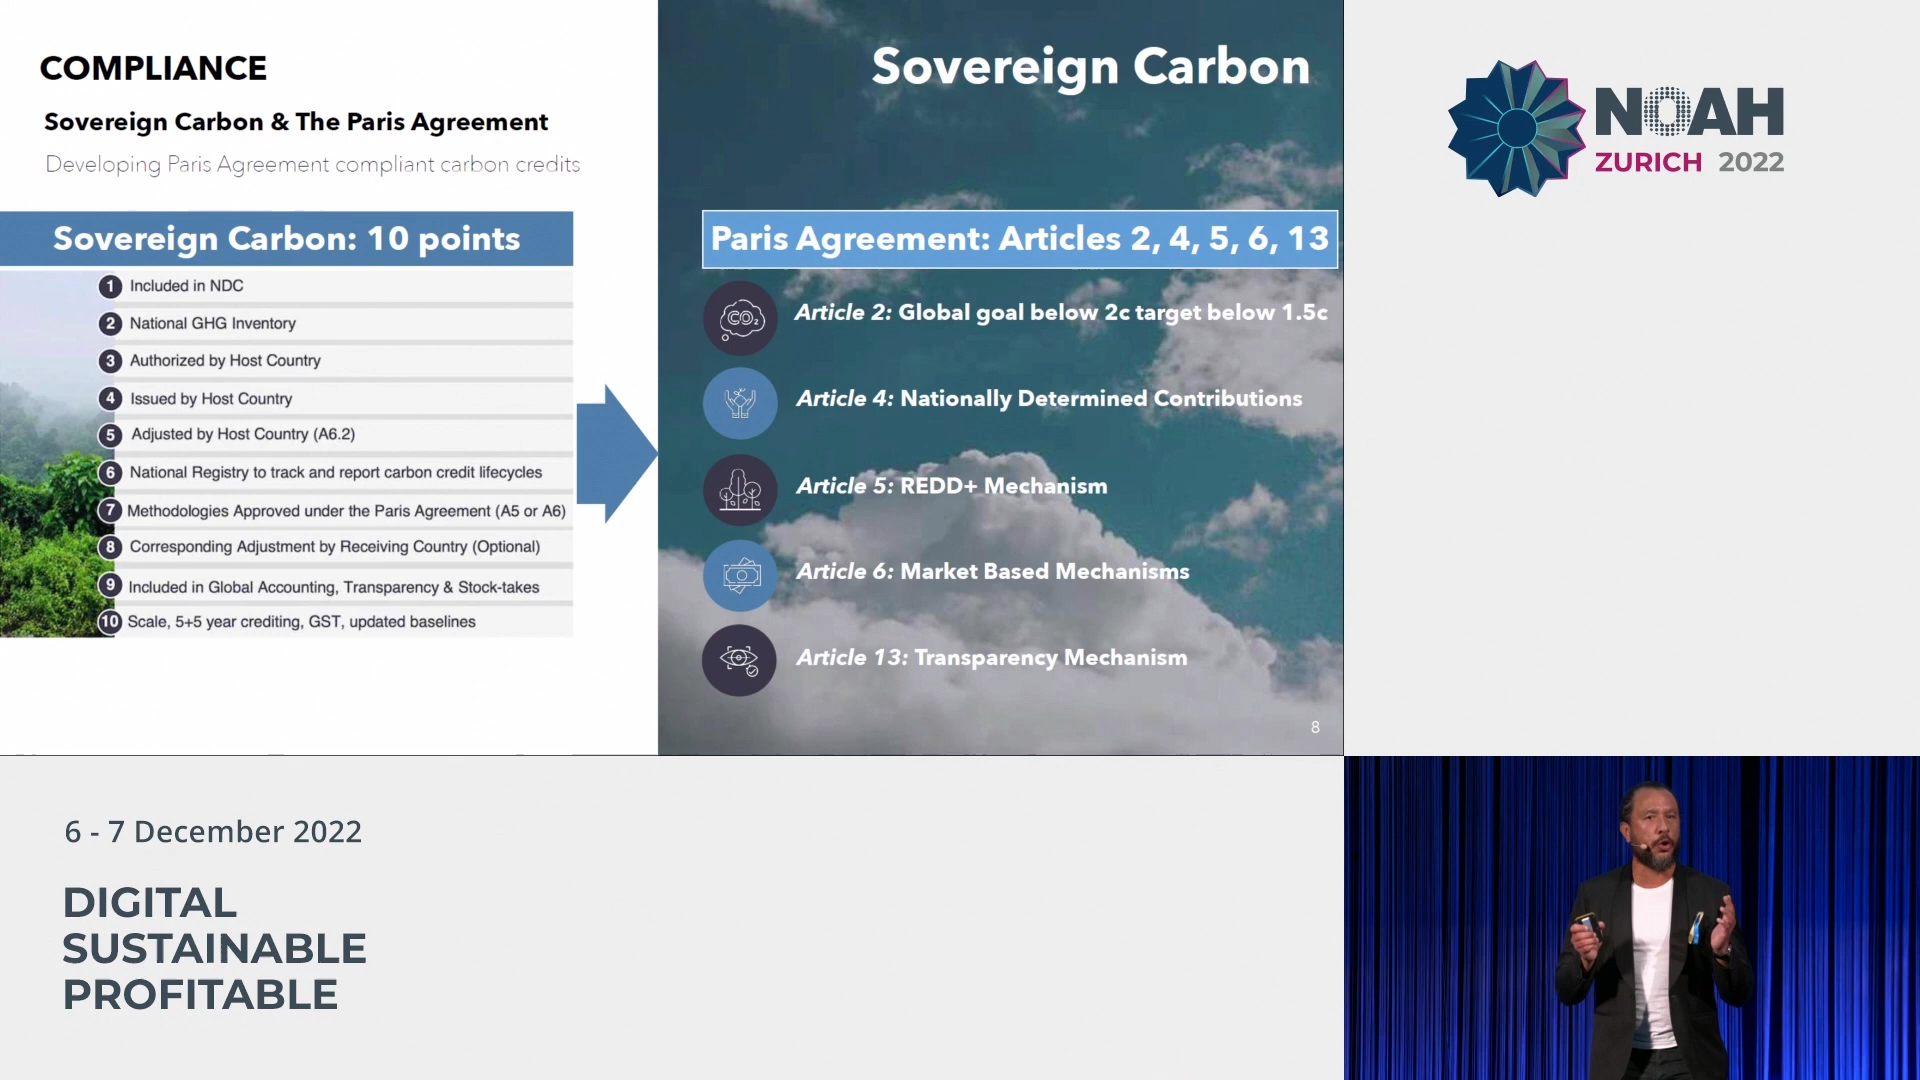 COMPLIANCE
Sovereign Carbon & The Paris Agreement
Developing Paris Agreement compliant carbon credits
Sovereign Carbon: 10 points
1 Included in NDC
2 National GHG Inventory
3 Authorized by Host Country
4 Issued by Host Country
5 Adjusted by Host Country (A6.2)
6 National Registry to track and report carbon credit lifecycles
7 Methodologies Approved under the Paris Agreement (A5 or A6)
8 Corresponding Adjustment by Receiving Country (Optional)
9 Included in Global Accounting, Transparency & Stock-takes
10 Scale, 5+5 year crediting, GST, updated baselines
Sovereign Carbon
Paris Agreement: Articles 2, 4, 5, 6, 13
CO2
Article 2: Global goal below 2c target below 1.5c
Article 4: Nationally Determined Contributions
Article 5: REDD+ Mechanism
Article 6: Market Based Mechanisms
Article 13: Transparency Mechanism
8
NOAH
ZURICH 2022
6 - 7 December 2022
DIGITAL
SUSTAINABLE
PROFITABLE